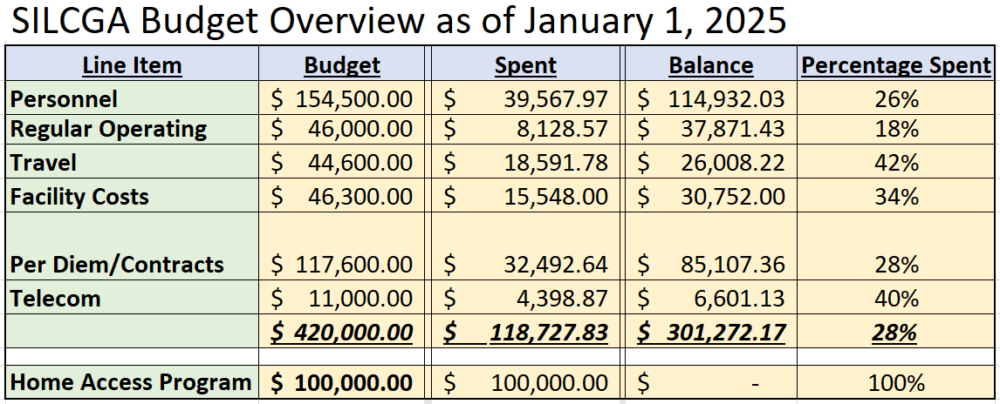 SILCGA Budget Overview as of January 1, 2025
Line Item Budget Spent Balance Percentage Spent
Personnel $ 154,500.00 $ 39,567.97 $ 114,932.03 26%
Regular Operating $ 46,000.00 $ 8,128.57 $ 37,871.43 18%
Travel $ 44,600.00 $ 18,591.78 $ 26,008.22 42%
Facility Costs $ 46,300.00 $ 15,548.00 $ 30,752.00 34%
Per Diem/Contracts $ 117,600.00 $ 32,492.64 $ 85,107.36 28%
Telecom $ 11,000.00 $ 4,398.87 $ 6,601.13 40%
$ 420,000.00 $ 118,727.83 $ 301,272.17 28%
Home Access Program $ 100,000.00 $ 100,000.00 $ - 100%